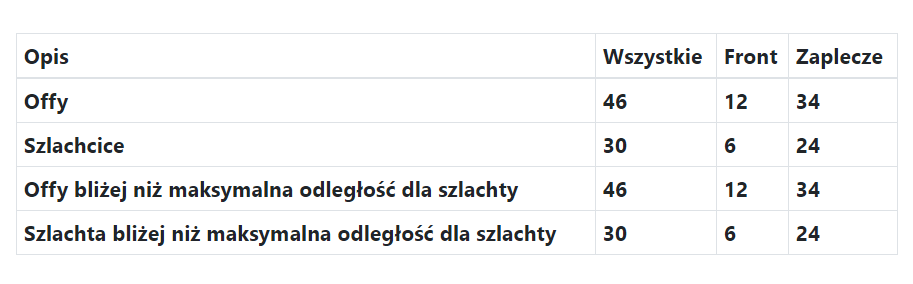 Opis Wszystkie Front Zaplecze
Offy 46 12 34
Szlachcice 30 6 24
Offy bliżej niż maksymalna odległość dla szlachty 46 12 34
Szlachta bliżej niż maksymalna odległość dla szlachty 30 6 24